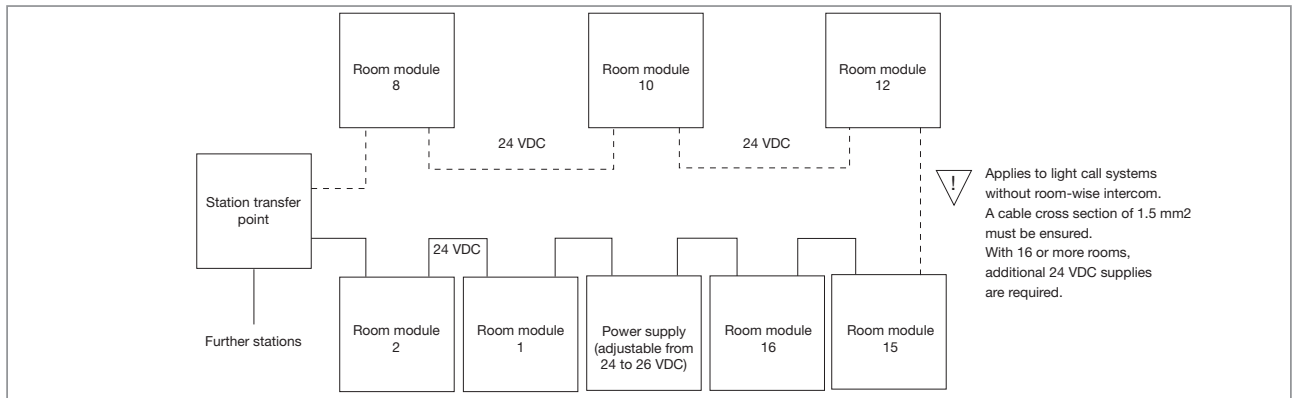 Room module
8
Room module
10
Room module
12
24 VDC
24 VDC
Station transfer
point
!
Applies to light call systems
without room-wise intercom.
A cable cross section of 1.5 mm2
must be ensured.
With 16 or more rooms,
additional 24 VDC supplies
are required.
24 VDC
Further stations
Room module
2
Room module
1
Power supply
(adjustable from
24 to 26 VDC)
Room module
16
Room module
15